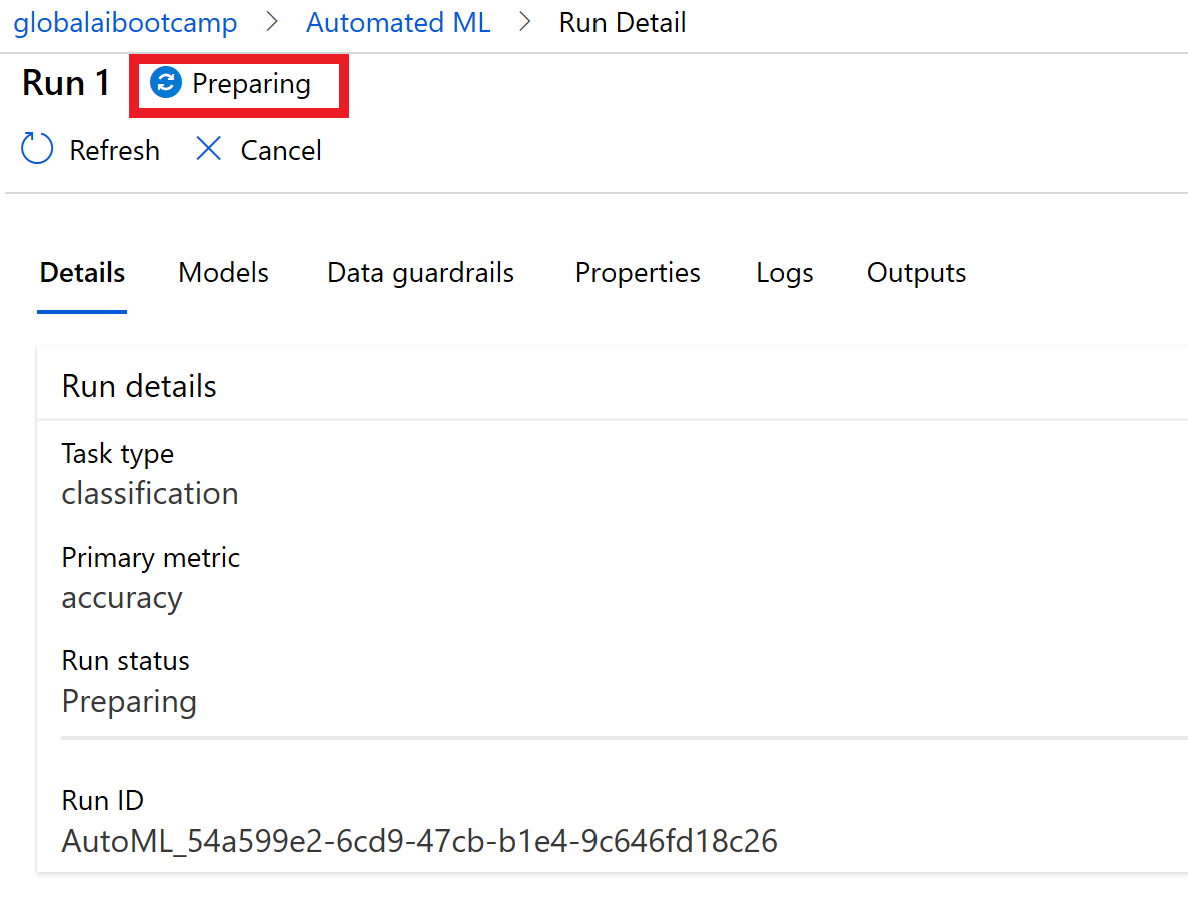 globalaibootcamp > Automated ML > Run Detail
Run 1 Preparing
Refresh Cancel
Details Models Data guardrails Properties Logs Outputs
Run details
Task type
classification
Primary metric
accuracy
Run status
Preparing
Run ID
AutoML_54a599e2-6cd9-47cb-b1e4-9c646fd18c26